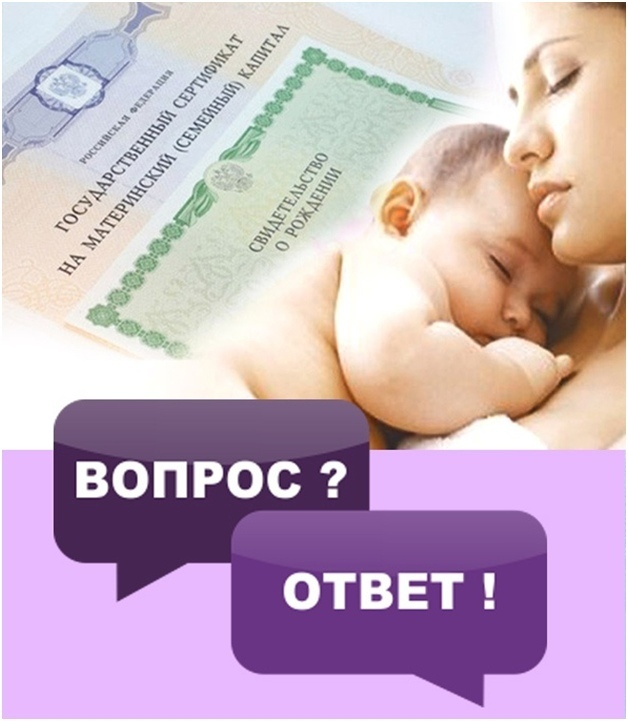 РОССИЙСКАЯ ФЕДЕРАЦИЯ
ГОСУДАРСТВЕННЫЙ СЕРТИФИКАТ
НА МАТЕРИНСКИЙ (СЕМЕЙНЫЙ) КАПИТАЛ
СВИДЕТЕЛЬСТВО
О РОЖДЕНИИ
ВОПРОС ?
ОТВЕТ !